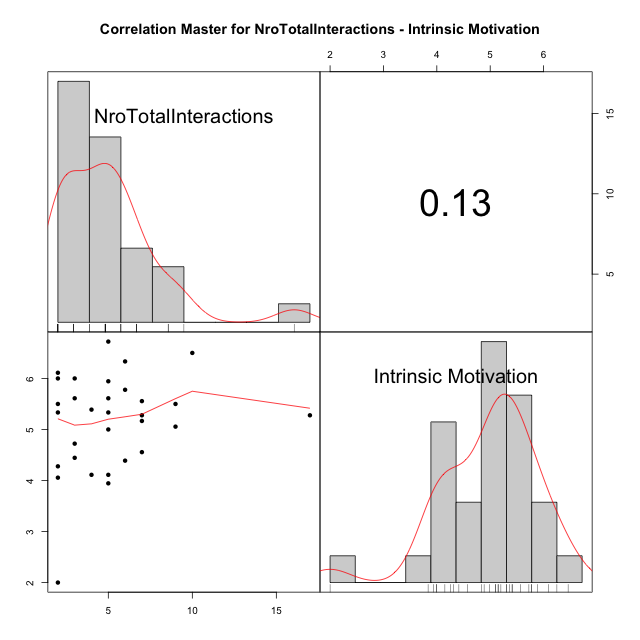 Correlation Master for NroTotalInteractions - Intrinsic Motivation
2 3 4 5 6
NroTotalInteractions
0.13
15
10
5
Intrinsic Motivation
6
5
4
3
2
5 10 15